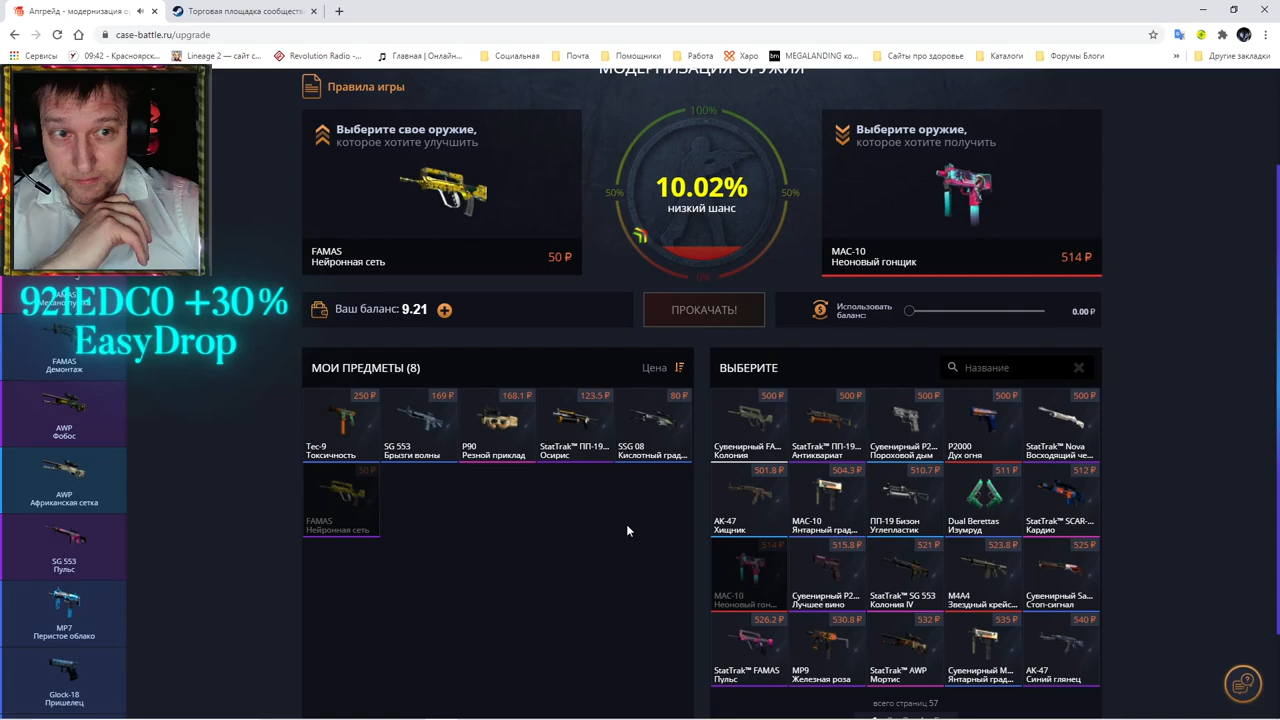 Апгрейд - модернизация ор
Торговая площадка сообществ
case-battle.ru/upgrade
Сервисы
09:42 - Красноярск...
Lineage 2 — сайт с...
Revolution Radio –...
Главная | Онлайн...
Социальная
Почта
Помощники
Работа
Харо
MEGALANDING ко...
Сайты про здоровье
Каталоги
Форумы Блоги
»
Другие закладки
МОДЕРНИЗАЦИЯ ОРУЖИЯ
Правила игры
Выберите свое оружие,
которое хотите улучшить
FAMAS
Нейронная сеть
50 ₽
100%
50%
50%
0%
10.02%
низкий шанс
Выберите оружие,
которое хотите получить
MAC-10
Неоновый гонщик
514 ₽
Ваш баланс: 9.21
ПРОКАЧАТЬ!
Использовать
баланс:
0.00 ₽
921EDC0 +30%
EasyDrop
FAMAS
FAMAS
Демонтаж
AWP
Фобос
AWP
Африканская сетка
SG 553
Пульс
MP7
Перистое облако
Glock-18
Пришелец
МОИ ПРЕДМЕТЫ (8)
Цена
250 ₽
Tec-9
Токсичность
169 ₽
SG 553
Брызги волны
168.1 ₽
P90
Резной приклад
123.5 ₽
StatTrak™ ПП-19...
Осирис
80 ₽
SSG 08
Кислотный град...
50 ₽
FAMAS
Нейронная сеть
ВЫБЕРИТЕ
Название
500 ₽
Сувенирный FA...
Колония
500 ₽
StatTrak™ ПП-19...
Антиквариат
500 ₽
Сувенирный P2...
Пороховой дым
500 ₽
P2000
Дух огня
500 ₽
StatTrak™ Nova
Восходящий че...
501.8 ₽
AK-47
Хищник
504.3 ₽
MAC-10
Янтарный град...
510.7 ₽
ПП-19 Бизон
Углепластик
511 ₽
Dual Berettas
Изумруд
512 ₽
StatTrak™ SCAR-...
Кардио
514 ₽
MAC-10
Неоновый гон...
515.8 ₽
Сувенирный P2...
Лучшее вино
521 ₽
StatTrak™ SG 553
Колония IV
523.8 ₽
M4A4
Звездный крейс...
525 ₽
Сувенирный Sa...
Стоп-сигнал
526.2 ₽
StatTrak™ FAMAS
Пульс
530.8 ₽
MP9
Железная роза
532 ₽
StatTrak™ AWP
Мортис
535 ₽
Сувенирный M...
Янтарный град...
540 ₽
AK-47
Синий глянец
всего страниц 57